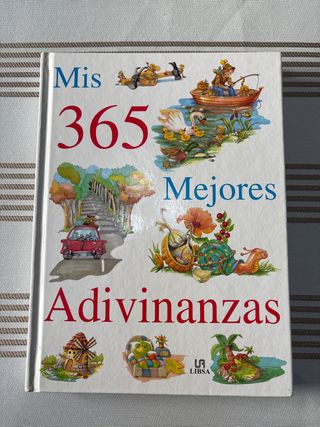 Mis
365
Mejores
Adivinanzas
LIBSA